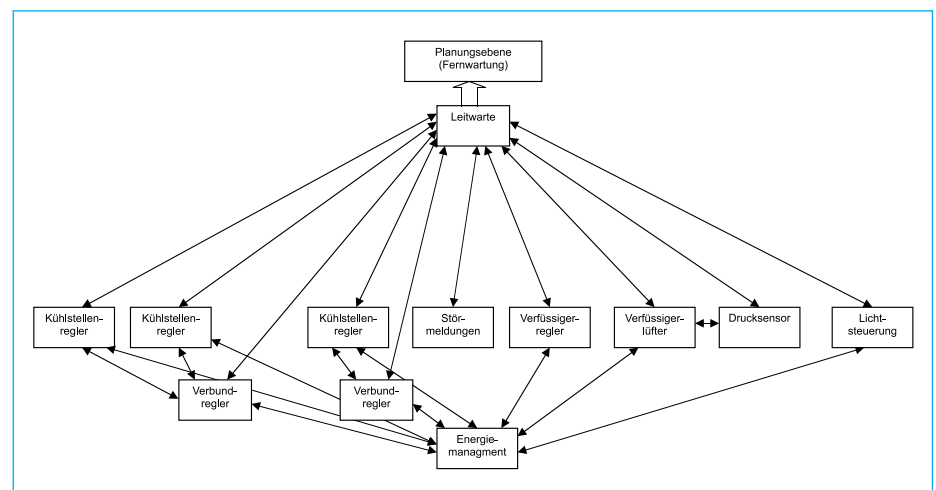 Planungsebene
(Fernwartung)
Leitwarte
Kühlstellen-
regler
Kühlstellen-
regler
Kühlstellen-
regler
Stör-
meldungen
Verfüssiger-
regler
Verfüssiger-
lüfter
Drucksensor
Licht-
steuerung
Verbund-
regler
Verbund-
regler
Energie-
managment